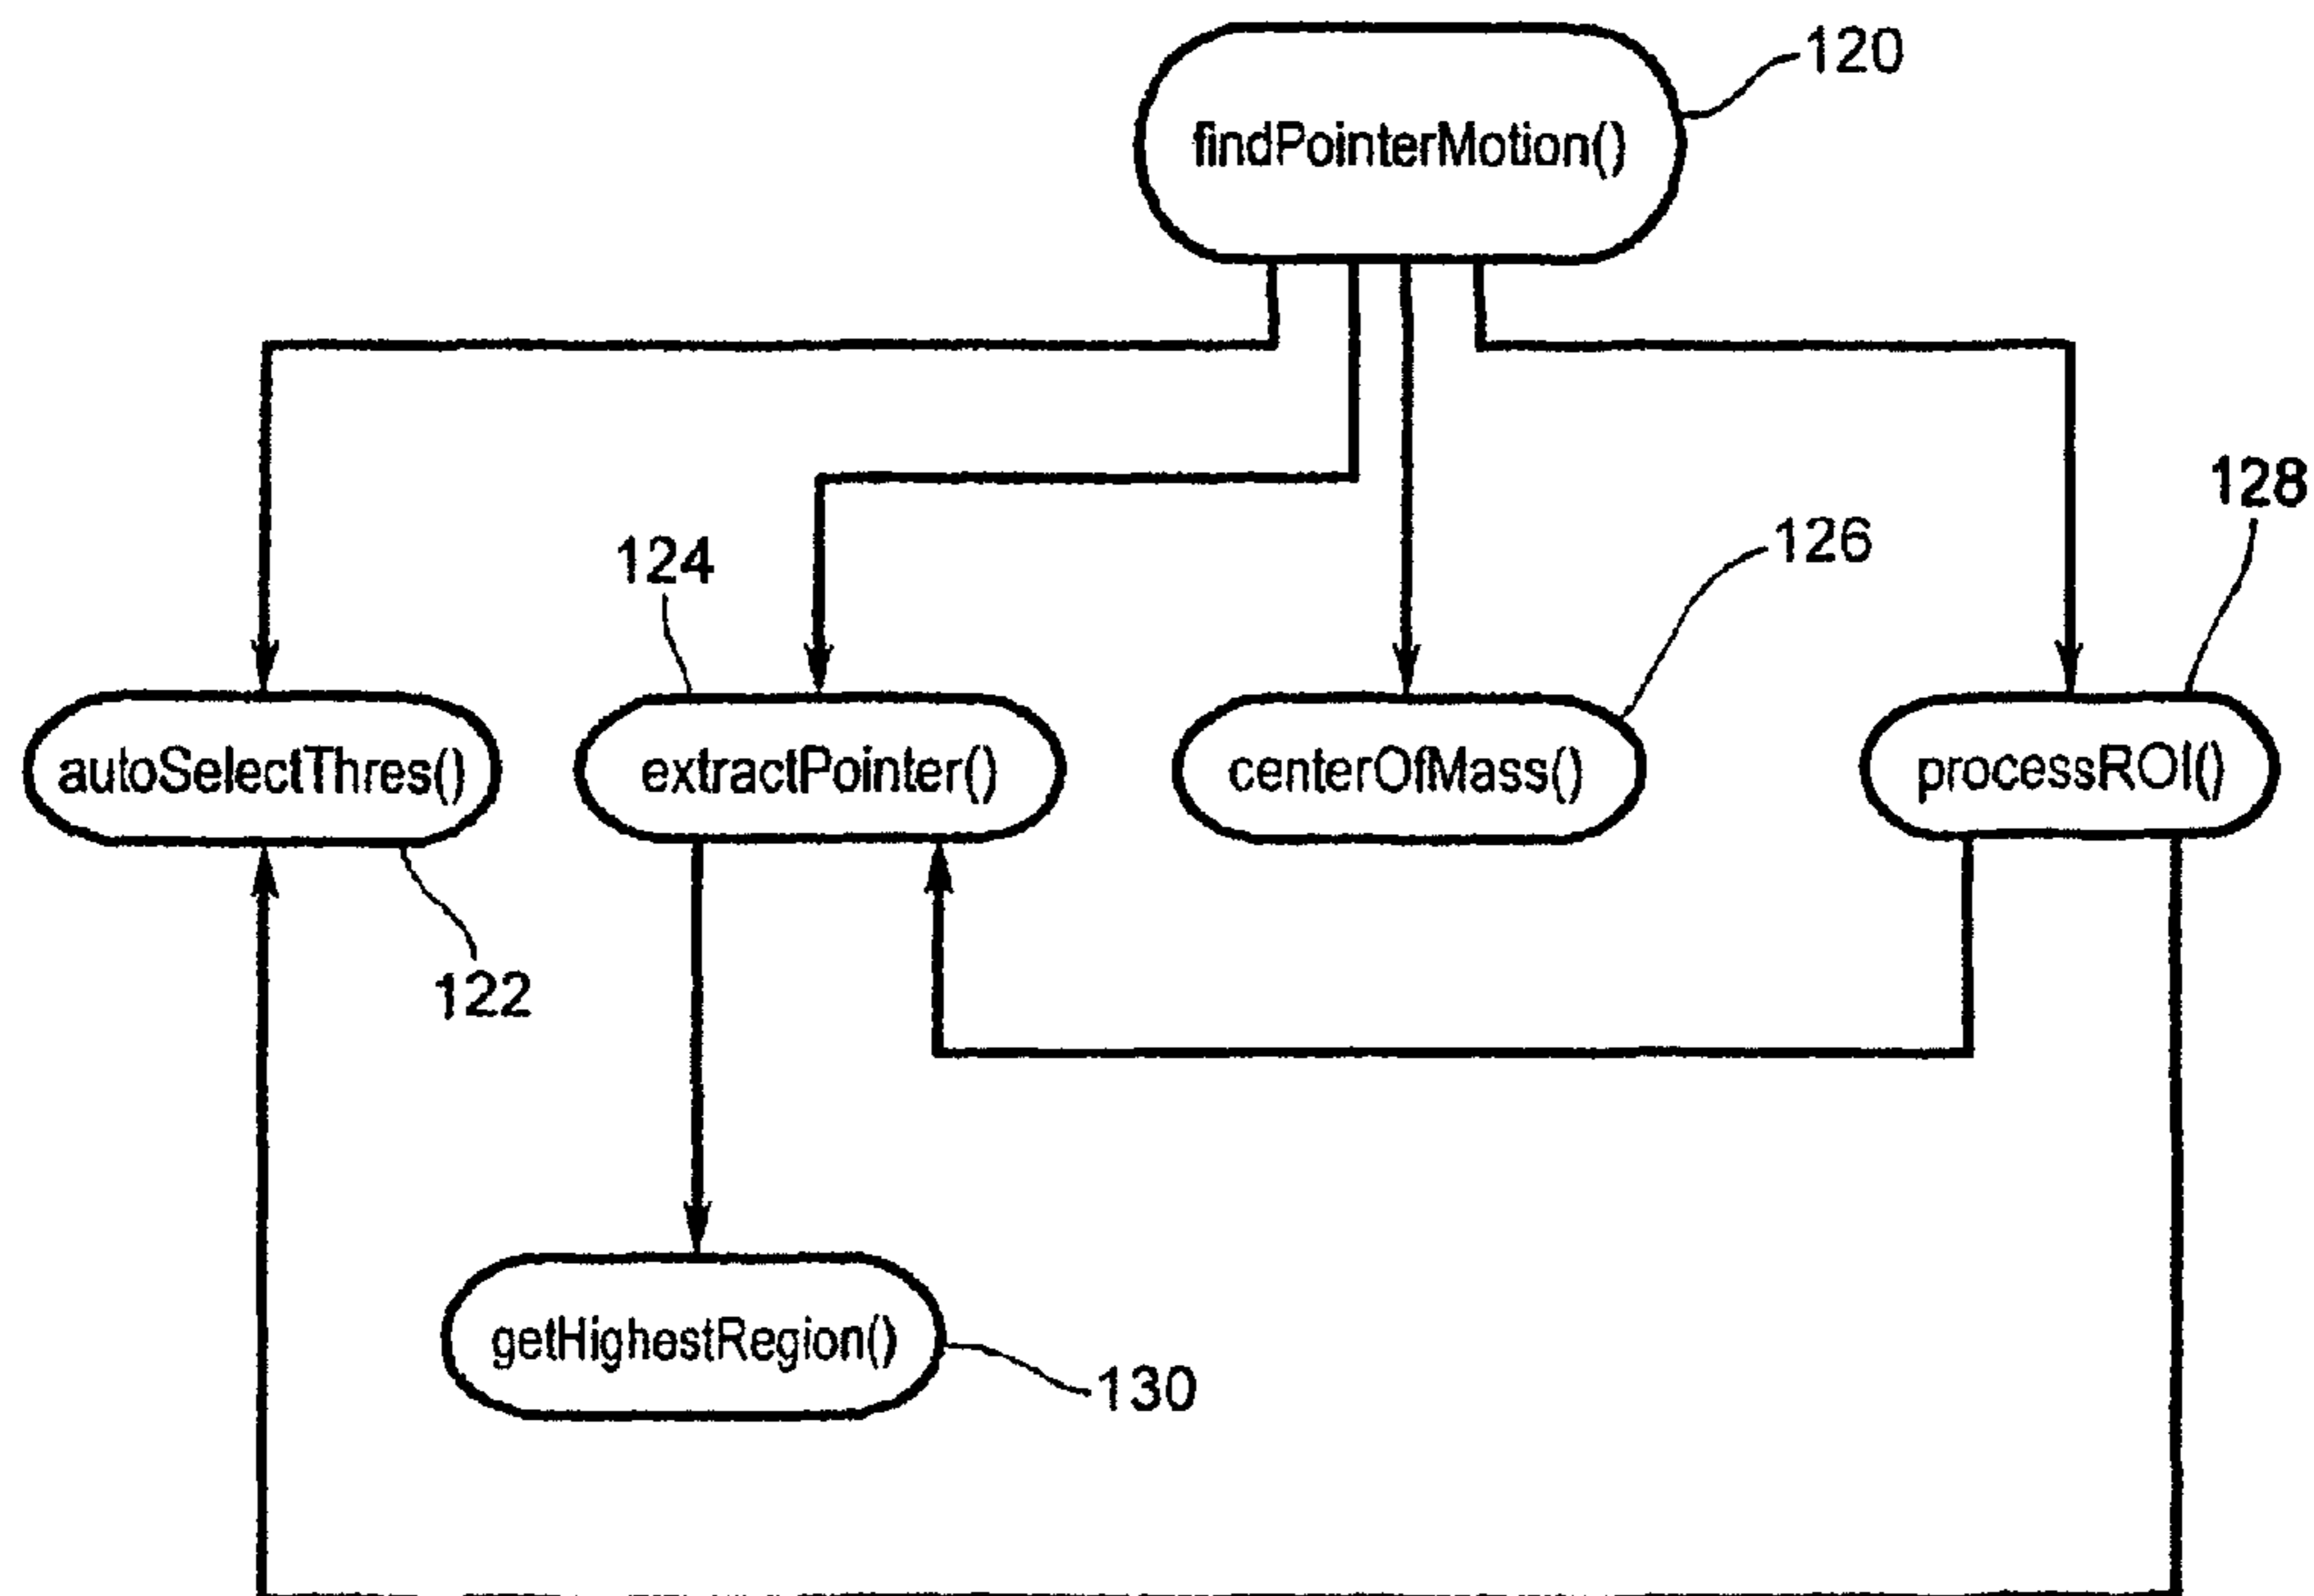 120
findPointerMotion()
128
126
124
autoSelectThres()
extractPointer()
centerOfMass()
processROI()
122
getHighestRegion()
130